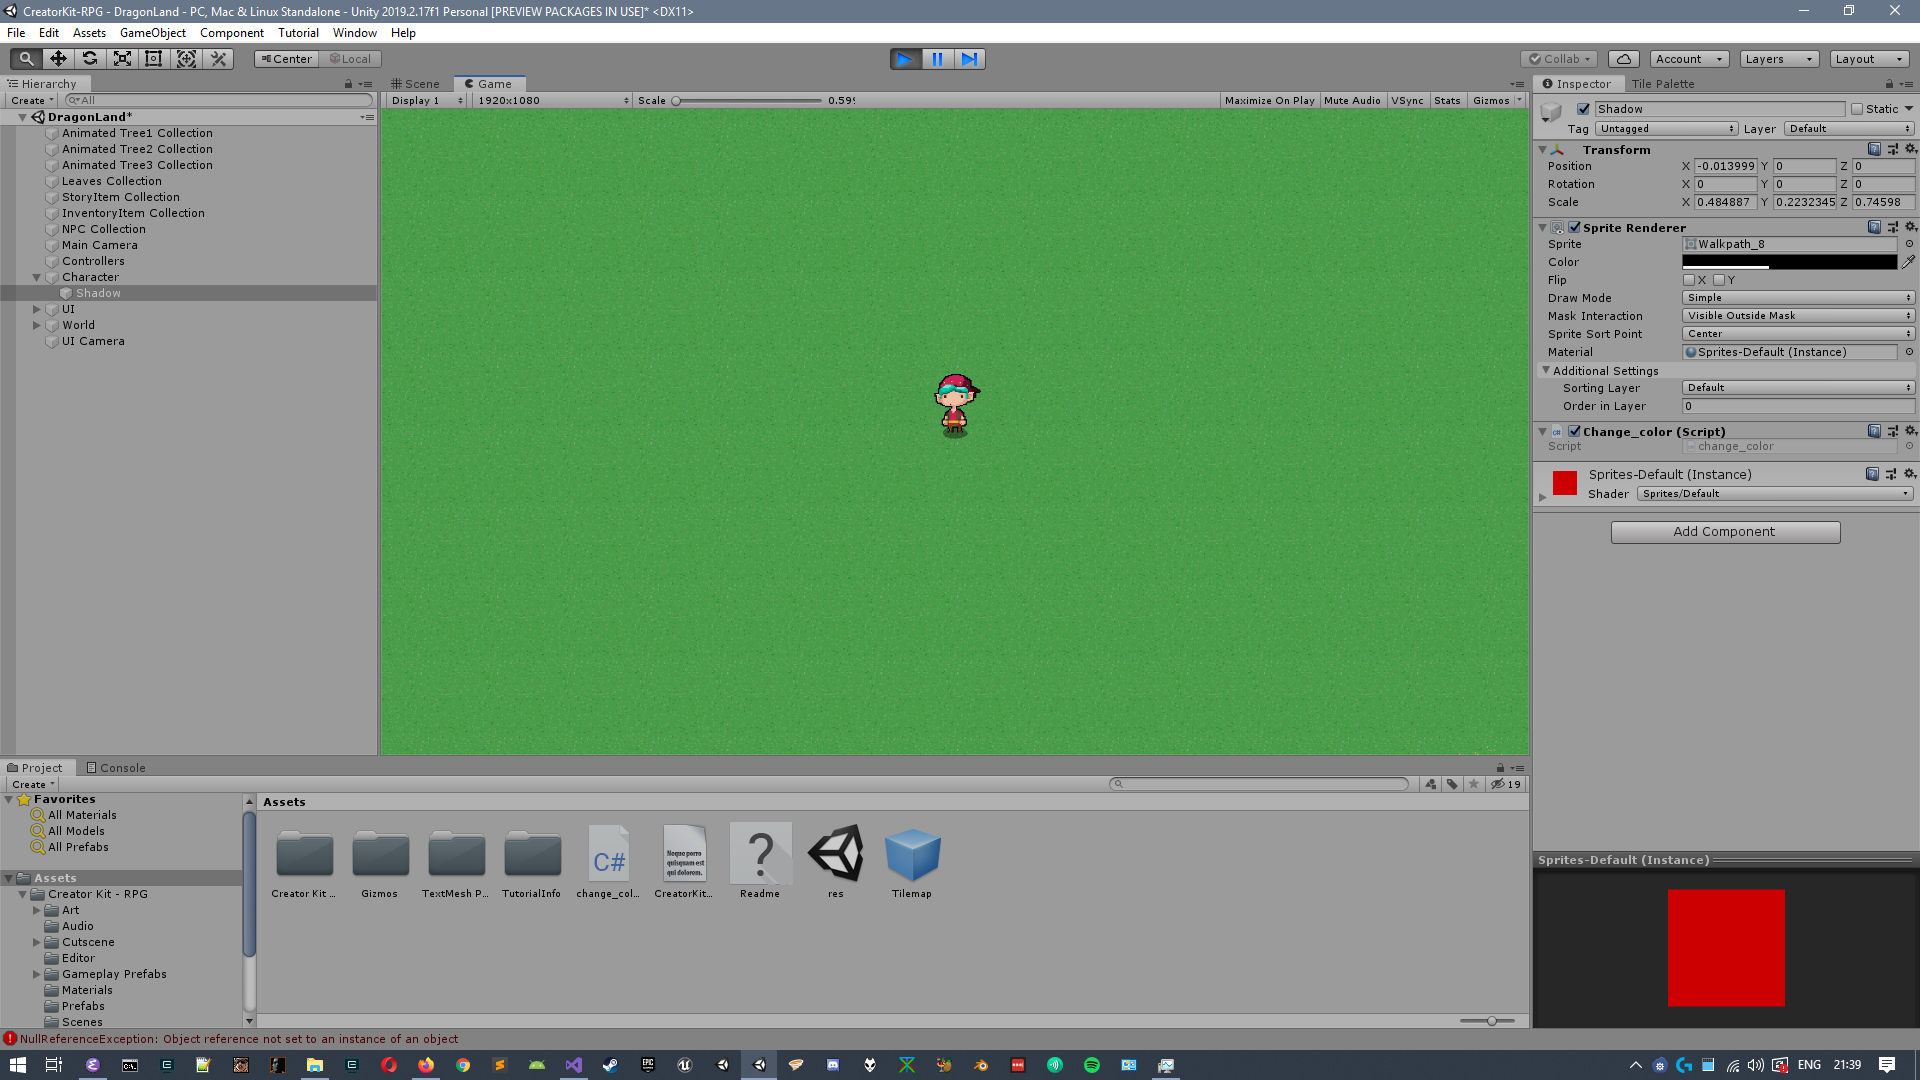 CreatorKit-RPG - DragonLand - PC, Mac & Linux Standalone - Unity 2019.2.17f1 Personal [PREVIEW PACKAGES IN USE]* <DX11>
File Edit Assets GameObject Component Tutorial Window Help
Center Local Collab Account Layers Layout
Hierarchy
Create All
DragonLand*
Animated Tree1 Collection
Animated Tree2 Collection
Animated Tree3 Collection
Leaves Collection
StoryItem Collection
InventoryItem Collection
NPC Collection
Main Camera
Controllers
Character
Shadow
UI
World
UI Camera
Scene Game
Display 1 1920x1080 Scale 0.59 Maximize On Play Mute Audio VSync Stats Gizmos
Inspector Tile Palette
Shadow Static
Tag Untagged Layer Default
Transform
Position X -0.013999 Y 0 Z 0
Rotation X 0 Y 0 Z 0
Scale X 0.484887 Y 0.2232345 Z 0.74598
Sprite Renderer
Sprite Walkpath_8
Color
Flip X Y
Draw Mode Simple
Mask Interaction Visible Outside Mask
Sprite Sort Point Center
Material Sprites-Default (Instance)
Additional Settings
Sorting Layer Default
Order in Layer 0
Change_color (Script)
Script change_color
Sprites-Default (Instance)
Shader Sprites/Default
Add Component
Sprites-Default (Instance)
Project Console
Create 19
Favorites
All Materials
All Models
All Prefabs
Assets
Creator Kit - RPG
Art
Audio
Cutscene
Editor
Gameplay Prefabs
Materials
Prefabs
Scenes
Assets
C#
Neque porro
quisquam est
qui dolorem.
?
Creator Kit ... Gizmos TextMesh P... TutorialInfo change_col... CreatorKit... Readme res Tilemap
NullReferenceException: Object reference not set to an instance of an object
ENG 21:39